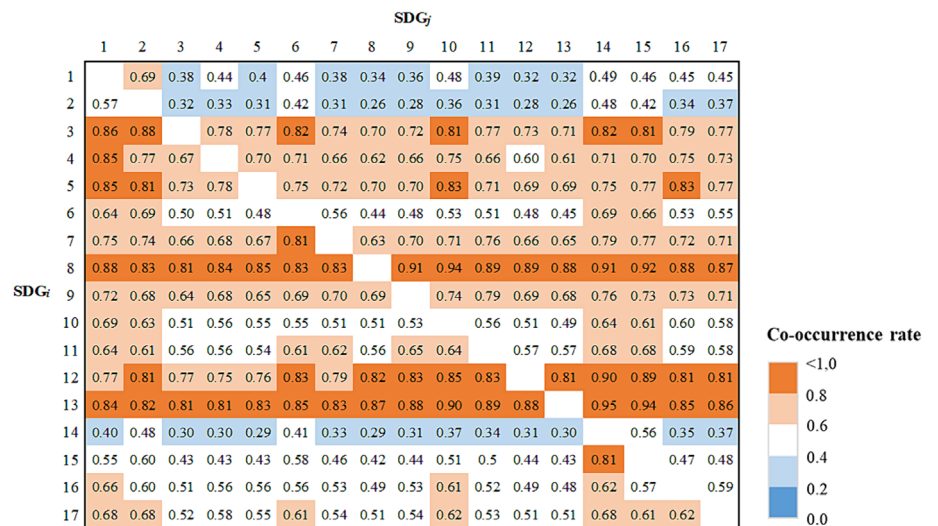 SDGj
1 2 3 4 5 6 7 8 9 10 11 12 13 14 15 16 17
1 0.69 0.38 0.44 0.4 0.46 0.38 0.34 0.36 0.48 0.39 0.32 0.32 0.49 0.46 0.45 0.45
2 0.57 0.32 0.33 0.31 0.42 0.31 0.26 0.28 0.36 0.31 0.28 0.26 0.48 0.42 0.34 0.37
3 0.86 0.88 0.78 0.77 0.82 0.74 0.70 0.72 0.81 0.77 0.73 0.71 0.82 0.81 0.79 0.77
4 0.85 0.77 0.67 0.70 0.71 0.66 0.62 0.66 0.75 0.66 0.60 0.61 0.71 0.70 0.75 0.73
5 0.85 0.81 0.73 0.78 0.75 0.72 0.70 0.70 0.83 0.71 0.69 0.69 0.75 0.77 0.83 0.77
6 0.64 0.69 0.50 0.51 0.48 0.56 0.44 0.48 0.53 0.51 0.48 0.45 0.69 0.66 0.53 0.55
7 0.75 0.74 0.66 0.68 0.67 0.81 0.63 0.70 0.71 0.76 0.66 0.65 0.79 0.77 0.72 0.71
8 0.88 0.83 0.81 0.84 0.85 0.83 0.83 0.91 0.94 0.89 0.89 0.88 0.91 0.92 0.88 0.87
SDGi 9 0.72 0.68 0.64 0.68 0.65 0.69 0.70 0.69 0.74 0.79 0.69 0.68 0.76 0.73 0.73 0.71
10 0.69 0.63 0.51 0.56 0.55 0.55 0.51 0.51 0.53 0.56 0.51 0.49 0.64 0.61 0.60 0.58
11 0.64 0.61 0.56 0.56 0.54 0.61 0.62 0.56 0.65 0.64 0.57 0.57 0.68 0.68 0.59 0.58
12 0.77 0.81 0.77 0.75 0.76 0.83 0.79 0.82 0.83 0.85 0.83 0.81 0.90 0.89 0.81 0.81
13 0.84 0.82 0.81 0.81 0.83 0.85 0.83 0.87 0.88 0.90 0.89 0.88 0.95 0.94 0.85 0.86
14 0.40 0.48 0.30 0.30 0.29 0.41 0.33 0.29 0.31 0.37 0.34 0.31 0.30 0.56 0.35 0.37
15 0.55 0.60 0.43 0.43 0.43 0.58 0.46 0.42 0.44 0.51 0.5 0.44 0.43 0.81 0.47 0.48
16 0.66 0.60 0.51 0.56 0.56 0.56 0.53 0.49 0.53 0.61 0.52 0.49 0.48 0.62 0.57 0.59
17 0.68 0.68 0.52 0.58 0.55 0.61 0.54 0.51 0.54 0.62 0.53 0.51 0.51 0.68 0.61 0.62
Co-occurrence rate
<1,0
0.8
0.6
0.4
0.2
0.0